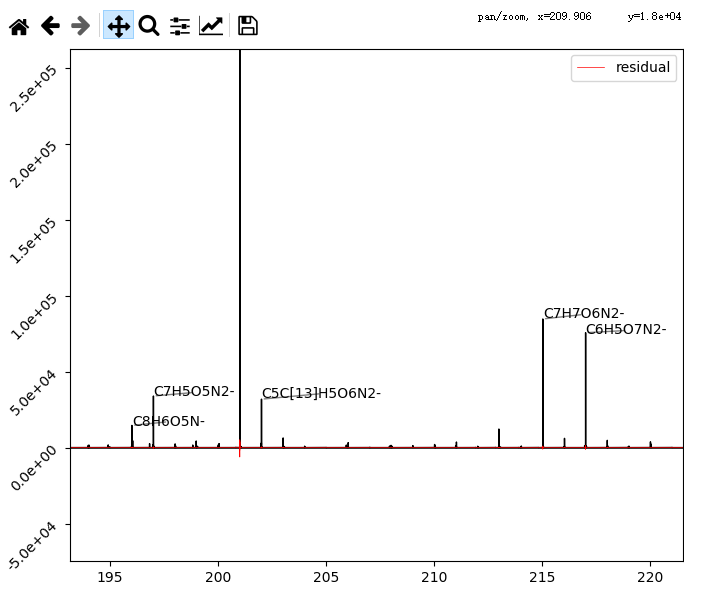 pan/zoom, x=209.906 y=1.8e+04
residual
2.5e+05
2.0e+05
1.5e+05
1.0e+05
5.0e+04
0.0e+00
-5.0e+04
C7H7O6N2-
C6H5O7N2-
C7H5O5N2-
C5C[13]H5O6N2-
C8H6O5N-
195 200 205 210 215 220